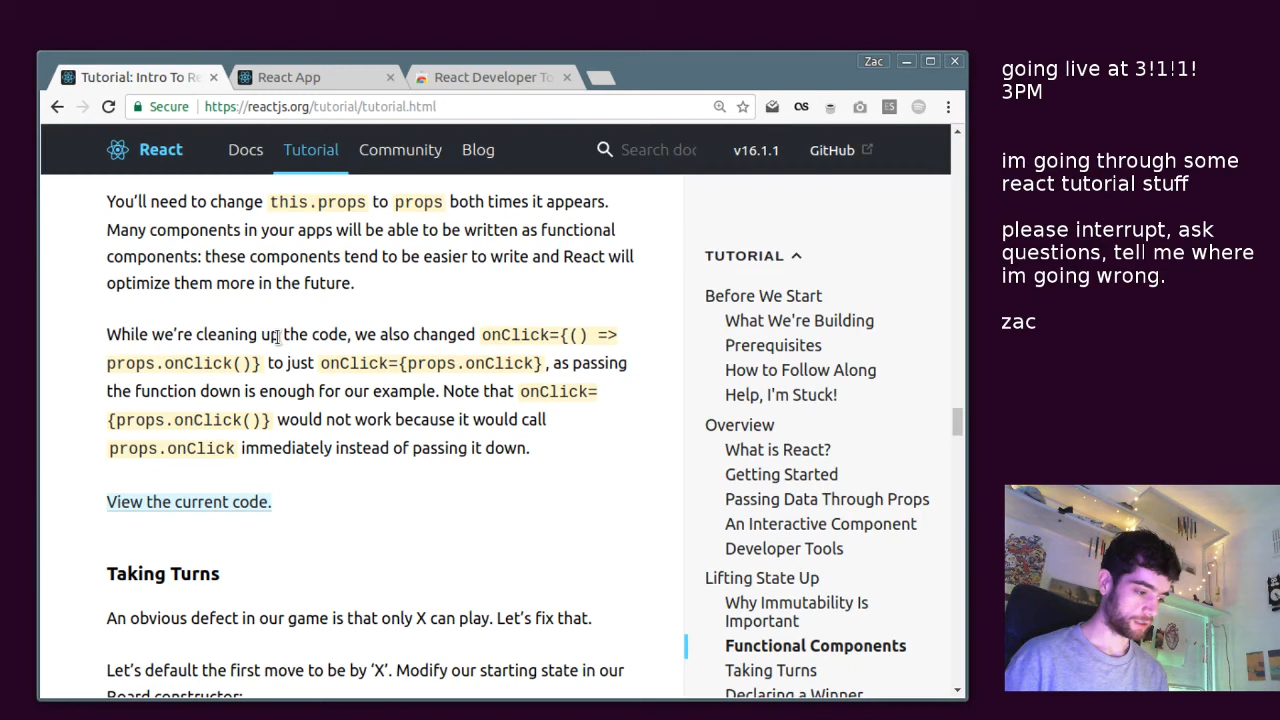 Zac
Tutorial: Intro To Re
React App
React Developer To
Secure
https://reactjs.org/tutorial/tutorial.html
React
Docs
Tutorial
Community
Blog
Search doc
v16.1.1
GitHub
You’ll need to change this.props to props both times it appears.
Many components in your apps will be able to be written as functional
components: these components tend to be easier to write and React will
optimize them more in the future.
While we’re cleaning up the code, we also changed onClick={() =>
props.onClick()} to just onClick={props.onClick}, as passing
the function down is enough for our example. Note that onClick=
{props.onClick()} would not work because it would call
props.onClick immediately instead of passing it down.
View the current code.
Taking Turns
An obvious defect in our game is that only X can play. Let’s fix that.
Let’s default the first move to be by ‘X’. Modify our starting state in our
Board constructor:
TUTORIAL
Before We Start
What We're Building
Prerequisites
How to Follow Along
Help, I'm Stuck!
Overview
What is React?
Getting Started
Passing Data Through Props
An Interactive Component
Developer Tools
Lifting State Up
Why Immutability Is
Important
Functional Components
Taking Turns
Declaring a Winner
going live at 3!1!1!
3PM
im going through some
react tutorial stuff
please interrupt, ask
questions, tell me where
im going wrong.
zac